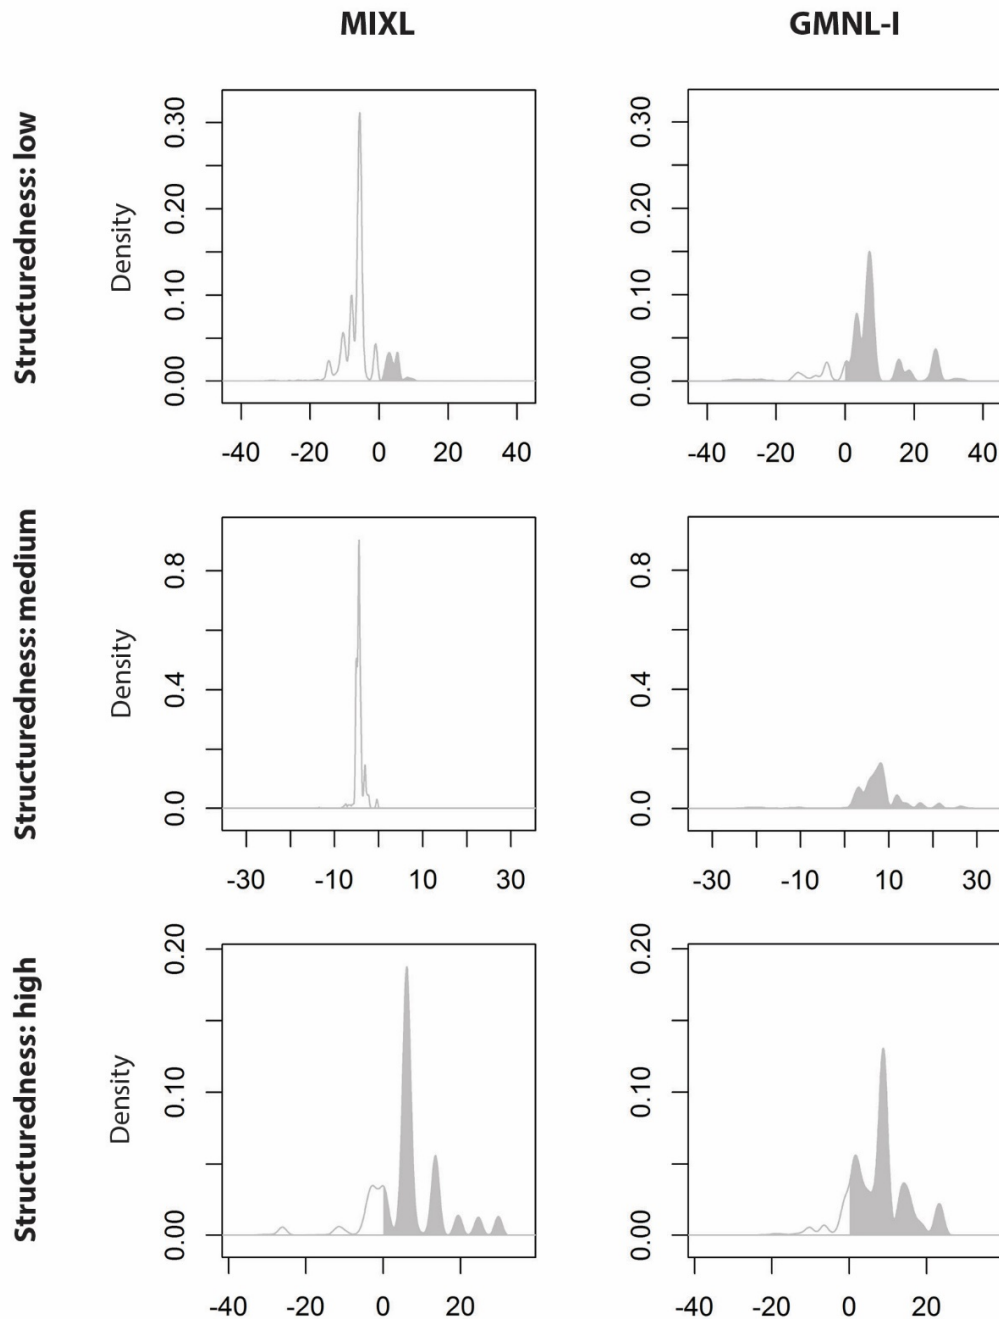 MIXL GMNL-I
Structuredness: low
Density
0.30
0.20
0.10
0.00
-40 -20 0 20 40
0.30
0.20
0.10
0.00
-40 -20 0 20 40
Structuredness: medium
Density
0.8
0.4
0.0
-30 -10 10 30
0.8
0.4
0.0
-30 -10 10 30
Structuredness: high
Density
0.20
0.10
0.00
-40 -20 0 20
0.20
0.10
0.00
-40 -20 0 20